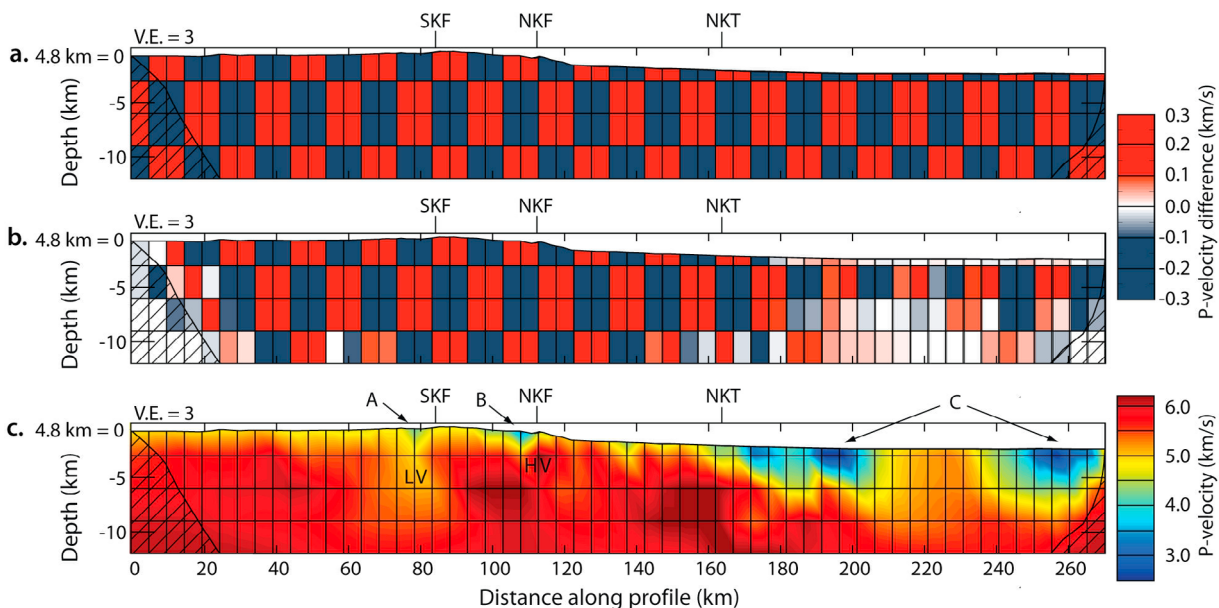 SKF NKF NKT
V.E. = 3
a. 4.8 km = 0
-5
-10
Depth (km)
SKF NKF NKT
V.E. = 3
b. 4.8 km = 0
-5
-10
Depth (km)
0.3
0.2
0.1
0.0
-0.1
-0.2
-0.3
P-velocity difference (km/s)
A SKF B NKF NKT C
V.E. = 3
c. 4.8 km = 0
-5
-10
Depth (km)
LV HV
6.0
5.0
4.0
3.0
P-velocity (km/s)
0 20 40 60 80 100 120 140 160 180 200 220 240 260
Distance along profile (km)